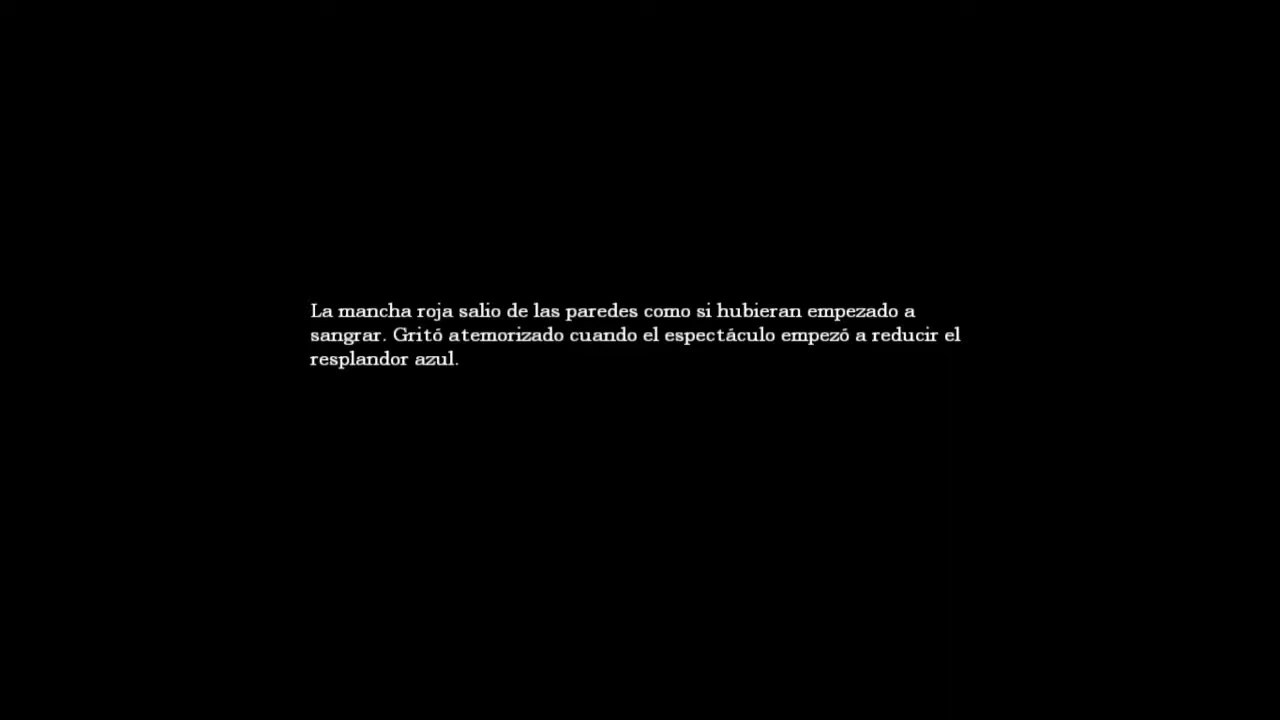 La mancha roja salio de las paredes como si hubieran empezado a
sangrar. Gritó atemorizado cuando el espectáculo empezó a reducir el
resplandor azul.